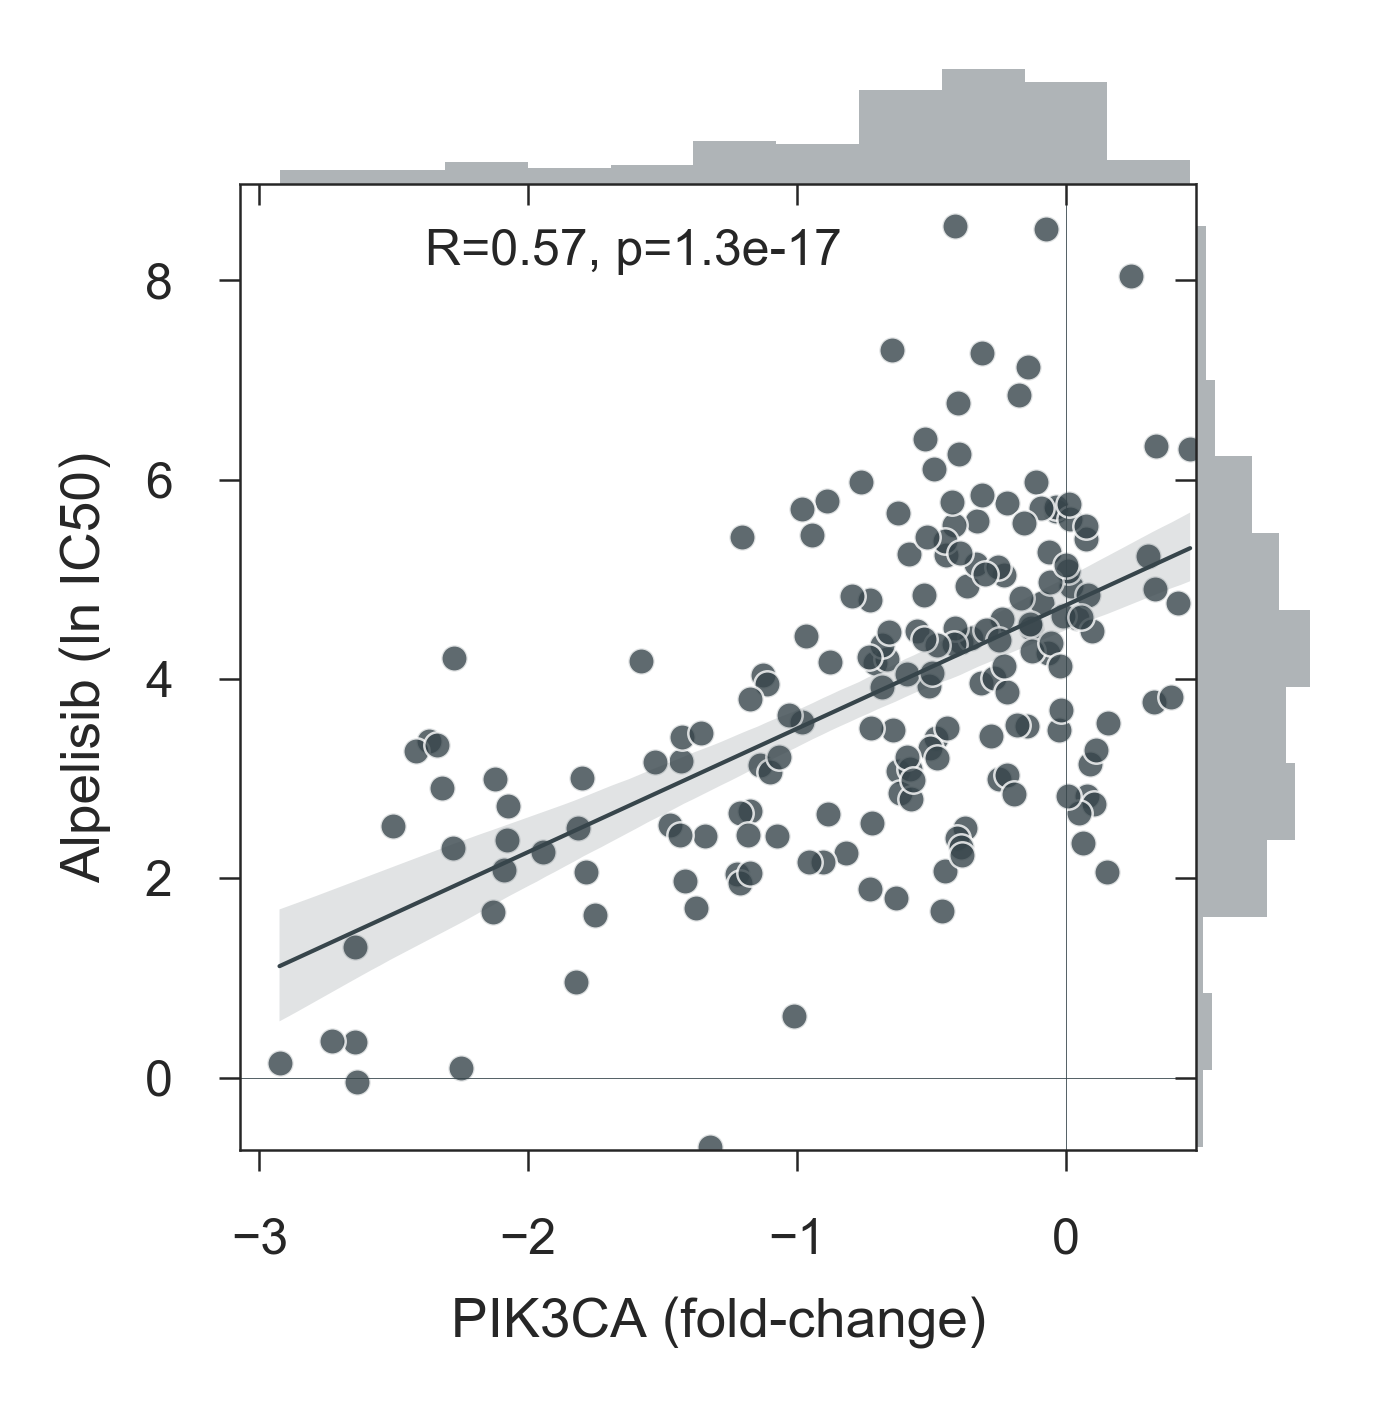 R=0.57, p=1.3e-17
8
6
4
2
0
Alpelisib (ln IC50)
−3 −2 −1 0
PIK3CA (fold-change)